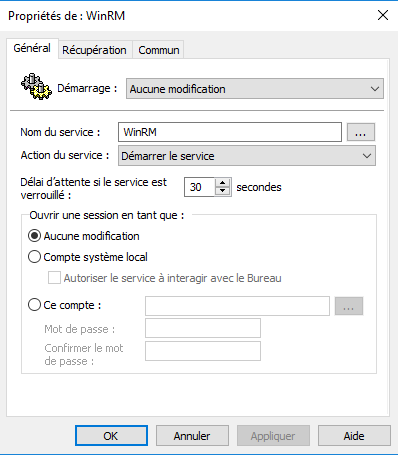 Propriétés de : WinRM
Général Récupération Commun
Démarrage : Aucune modification
Nom du service : WinRM ...
Action du service : Démarrer le service
Délai d'attente si le service est
verrouillé : 30 secondes
Ouvrir une session en tant que :
Aucune modification
Compte système local
Autoriser le service à interagir avec le Bureau
Ce compte : ...
Mot de passe :
Confirmer le mot
de passe :
OK Annuler Appliquer Aide